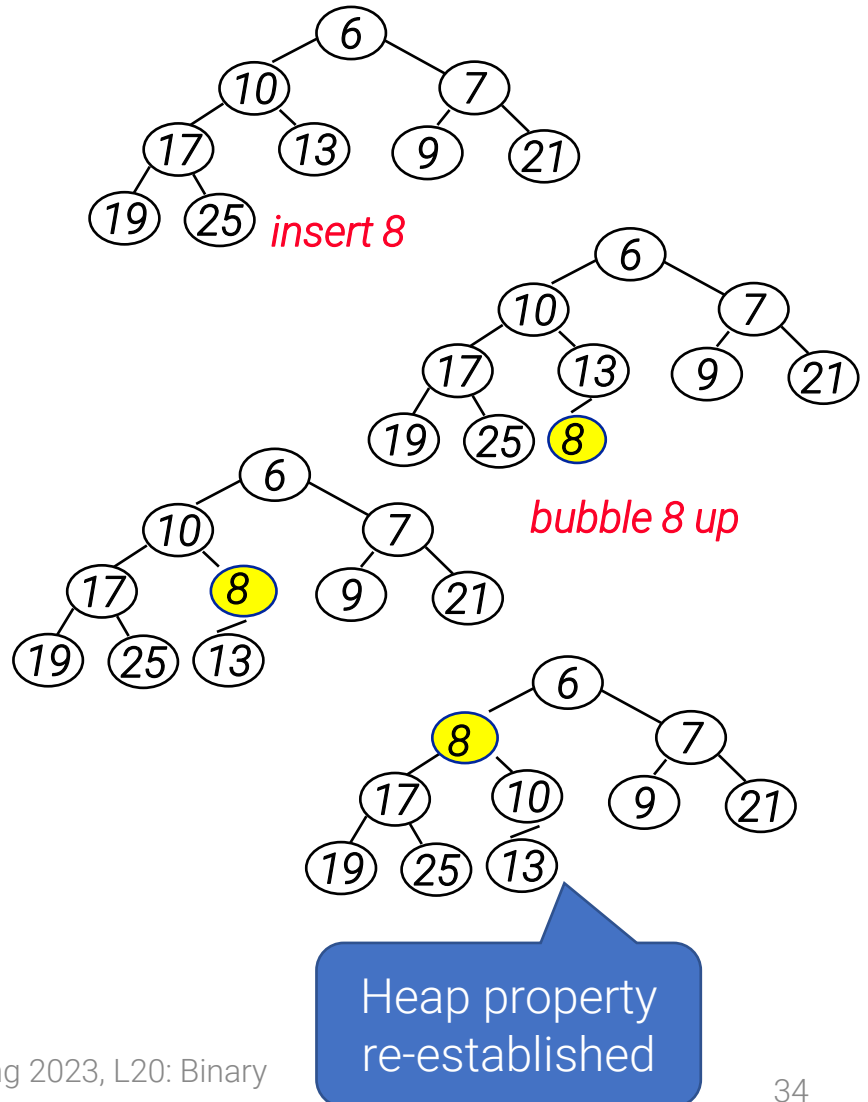 6
10 7
17 13 9 21
19 25 insert 8
6
10 7
17 13 9 21
19 25 8
bubble 8 up
6
10 7
17 8 9 21
19 25 13
6
8 7
17 10 9 21
19 25 13
Heap property
re-established
2023, L20: Binary
34